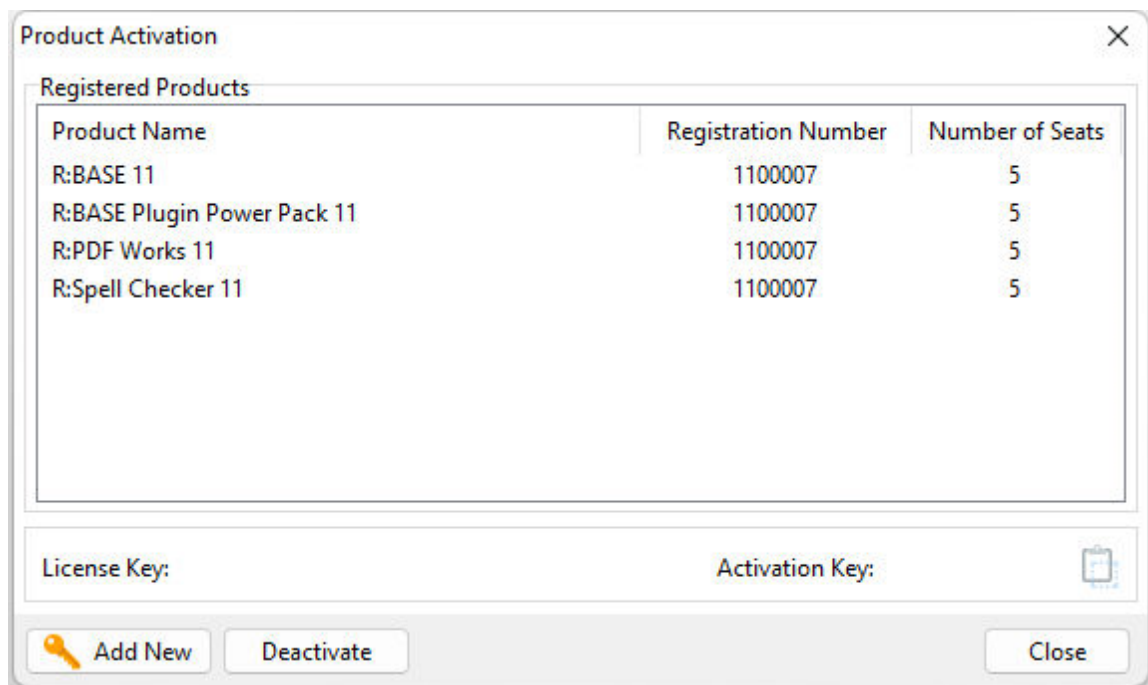 Product Activation
Registered Products
Product Name Registration Number Number of Seats
R:BASE 11 1100007 5
R:BASE Plugin Power Pack 11 1100007 5
R:PDF Works 11 1100007 5
R:Spell Checker 11 1100007 5
License Key: Activation Key:
Add New Deactivate Close